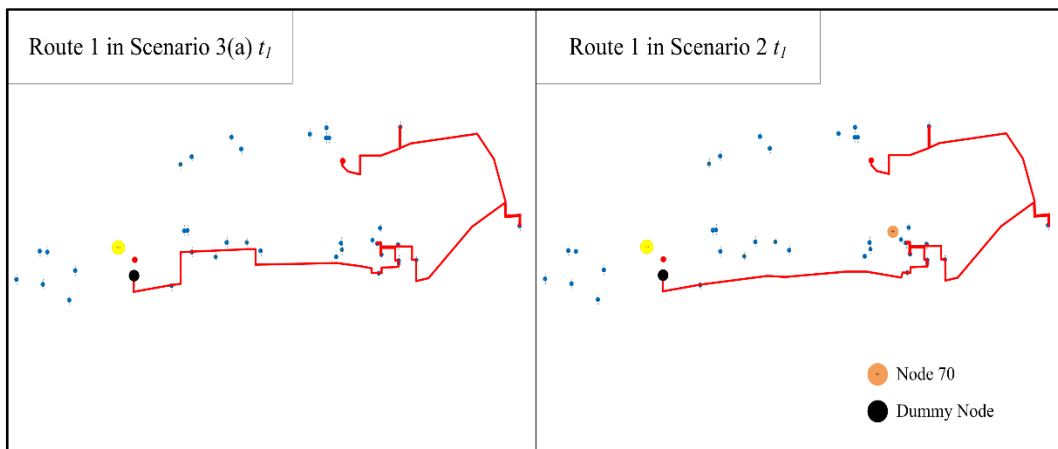 Route 1 in Scenario 3(a) t1
Route 1 in Scenario 2 t1
Node 70
Dummy Node